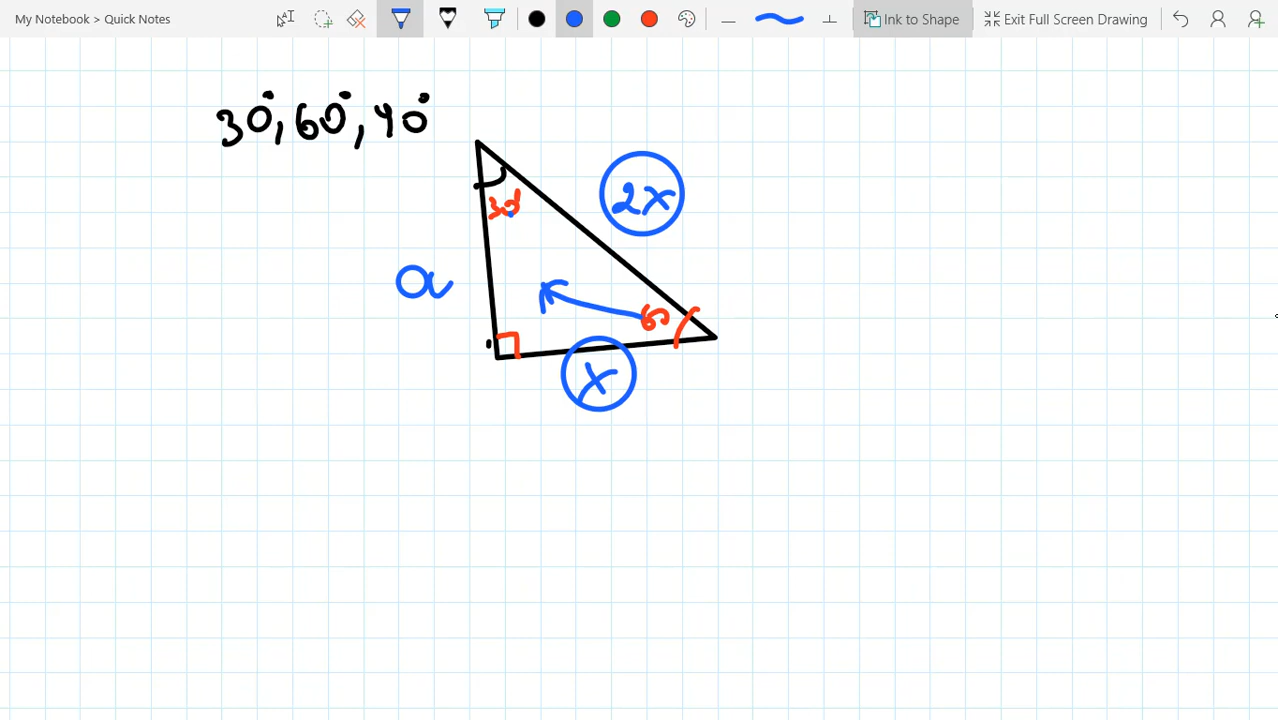 My Notebook > Quick Notes
Ink to Shape
Exit Full Screen Drawing
30°, 60°, 90°
2x
30
a
60
x